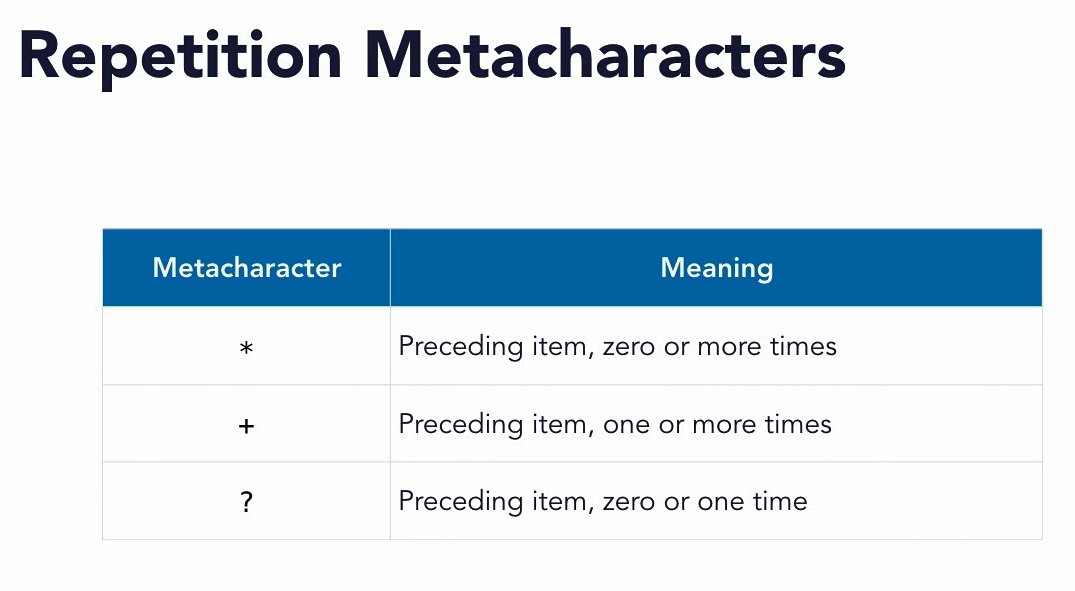 Repetition Metacharacters
Metacharacter Meaning
* Preceding item, zero or more times
+ Preceding item, one or more times
? Preceding item, zero or one time